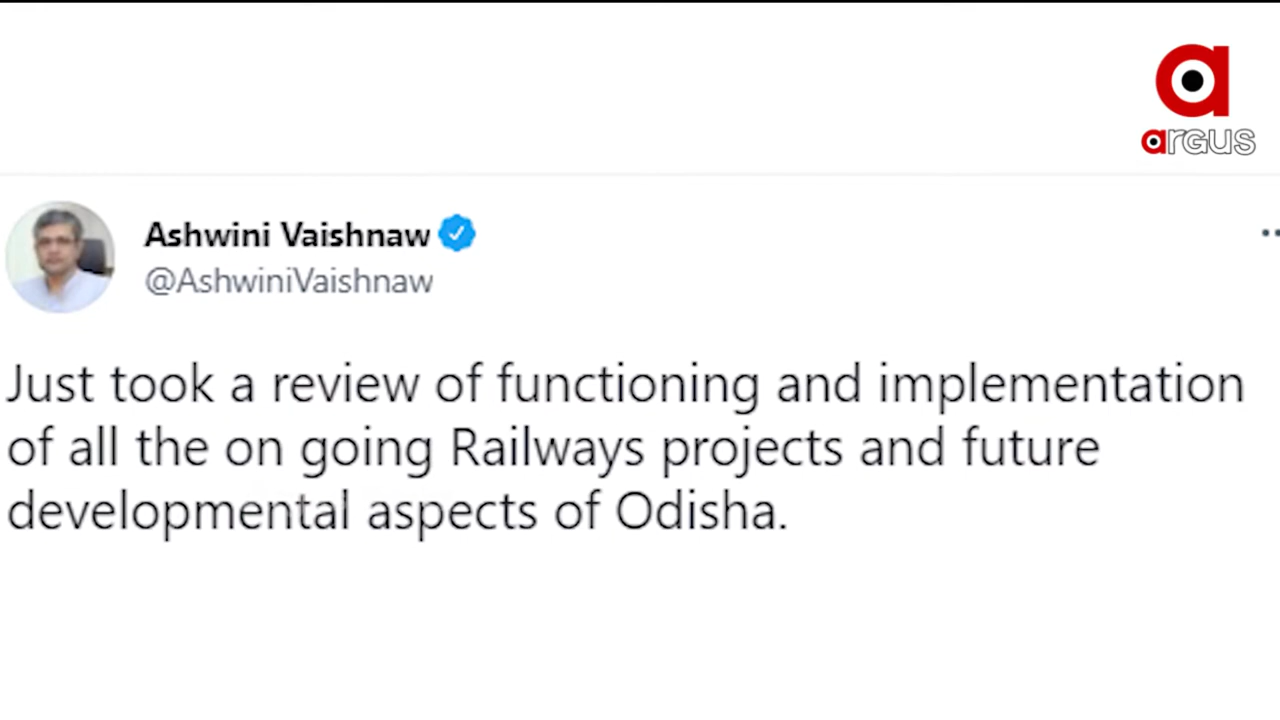 argus
Ashwini Vaishnaw
@AshwiniVaishnaw
Just took a review of functioning and implementation
of all the on going Railways projects and future
developmental aspects of Odisha.